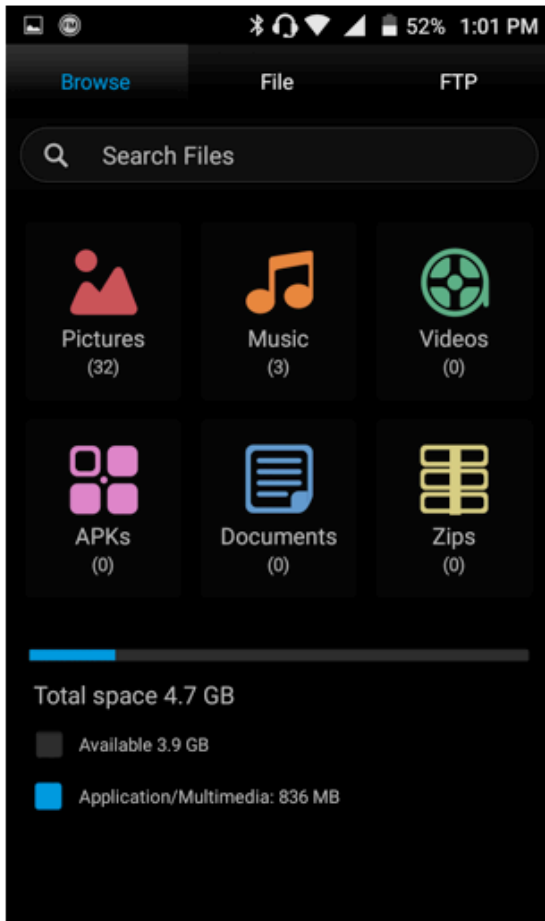 52% 1:01 PM
Browse File FTP
Search Files
Pictures Music Videos
(32) (3) (0)
APKs Documents Zips
(0) (0) (0)
Total space 4.7 GB
Available 3.9 GB
Application/Multimedia: 836 MB